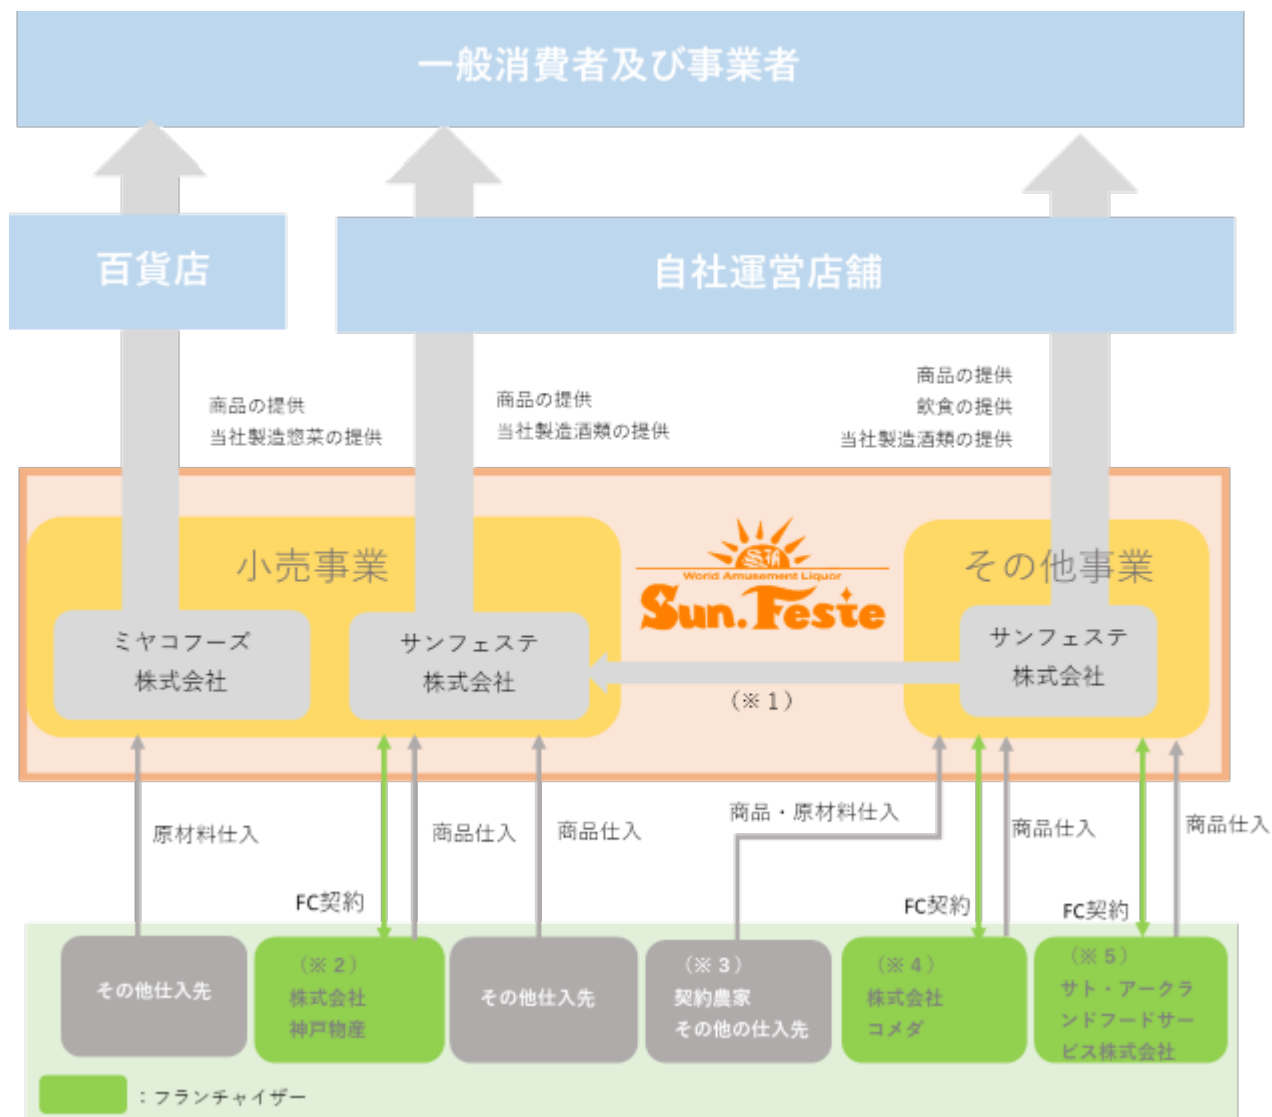 一般消費者及び事業者
百貨店
自社運営店舗
商品の提供
当社製造惣菜の提供
商品の提供
当社製造酒類の提供
商品の提供
飲食の提供
当社製造酒類の提供
小売事業
その他事業
World Amusement Liquor
Sun.Feste
ミヤコフーズ
株式会社
サンフェステ
株式会社
サンフェステ
株式会社
（※１）
原材料仕入
商品仕入
商品仕入
商品・原材料仕入
商品仕入
商品仕入
FC契約
FC契約
FC契約
その他仕入先
（※２）
株式会社
神戸物産
その他仕入先
（※３）
契約農家
その他の仕入先
（※４）
株式会社
コメダ
（※５）
サト・アークラ
ンドフードサー
ビス株式会社
：フランチャイザー